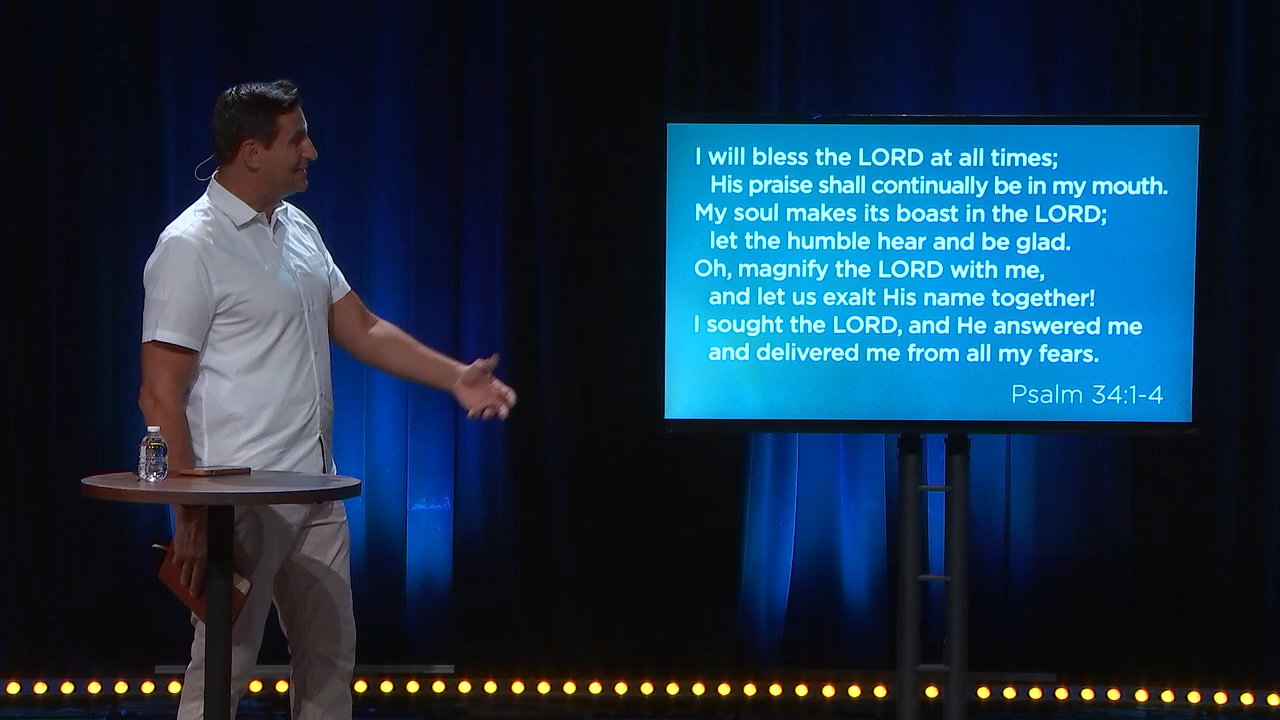 I will bless the LORD at all times;
His praise shall continually be in my mouth.
My soul makes its boast in the LORD;
let the humble hear and be glad.
Oh, magnify the LORD with me,
and let us exalt His name together!
I sought the LORD, and He answered me
and delivered me from all my fears.
Psalm 34:1-4